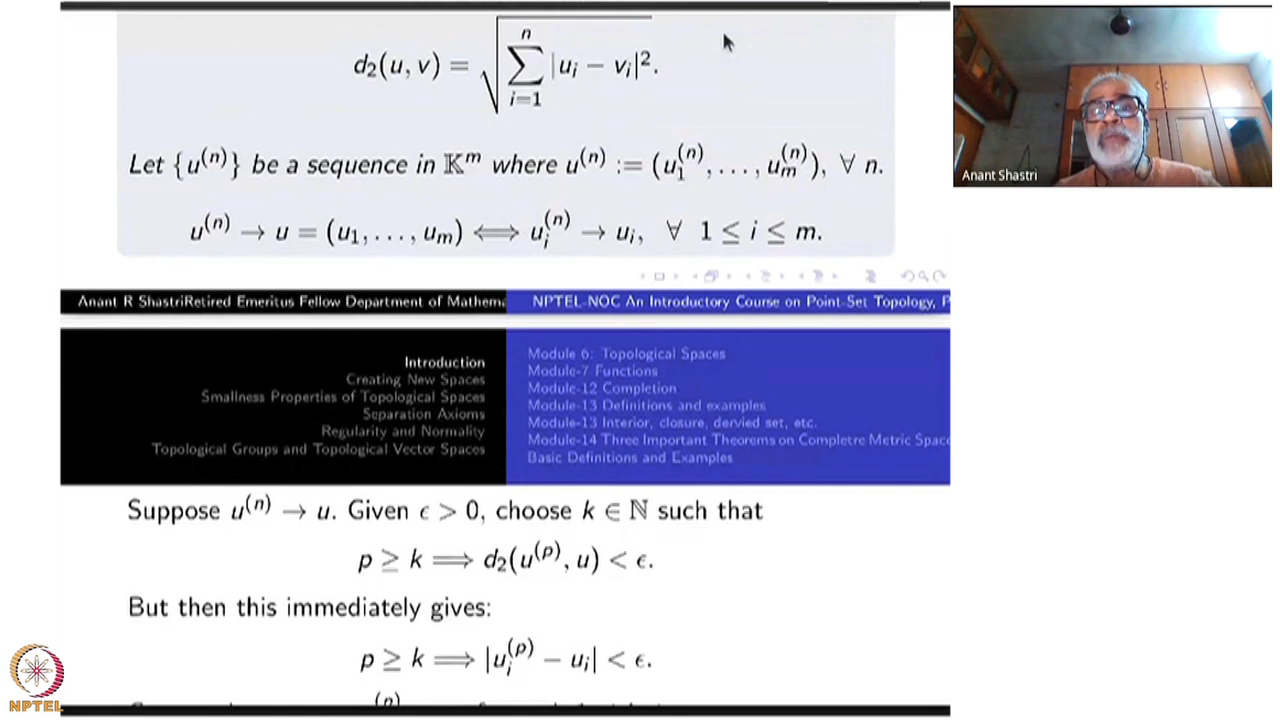 d₂(u, v) = √ ∑ⁿᵢ₌₁ |uᵢ − vᵢ|².
Let {u⁽ⁿ⁾} be a sequence in 𝕂ᵐ where u⁽ⁿ⁾ := (u₁⁽ⁿ⁾, . . . , uₘ⁽ⁿ⁾), ∀ n.
u⁽ⁿ⁾ → u = (u₁, . . . , uₘ) ⟺ uᵢ⁽ⁿ⁾ → uᵢ, ∀ 1 ≤ i ≤ m.
Anant Shastri
Anant R ShastriRetired Emeritus Fellow Department of Mathema
NPTEL-NOC An Introductory Course on Point-Set Topology, P
Introduction
Creating New Spaces
Smallness Properties of Topological Spaces
Separation Axioms
Regularity and Normality
Topological Groups and Topological Vector Spaces
Module 6: Topological Spaces
Module-7 Functions
Module-12 Completion
Module-13 Definitions and examples
Module-13 Interior, closure, dervied set, etc.
Module-14 Three Important Theorems on Completre Metric Space
Basic Definitions and Examples
Suppose u⁽ⁿ⁾ → u. Given ϵ > 0, choose k ∈ ℕ such that
p ≥ k ⟹ d₂(u⁽ᵖ⁾, u) < ϵ.
But then this immediately gives:
p ≥ k ⟹ |uᵢ⁽ᵖ⁾ − uᵢ| < ϵ.
NPTEL